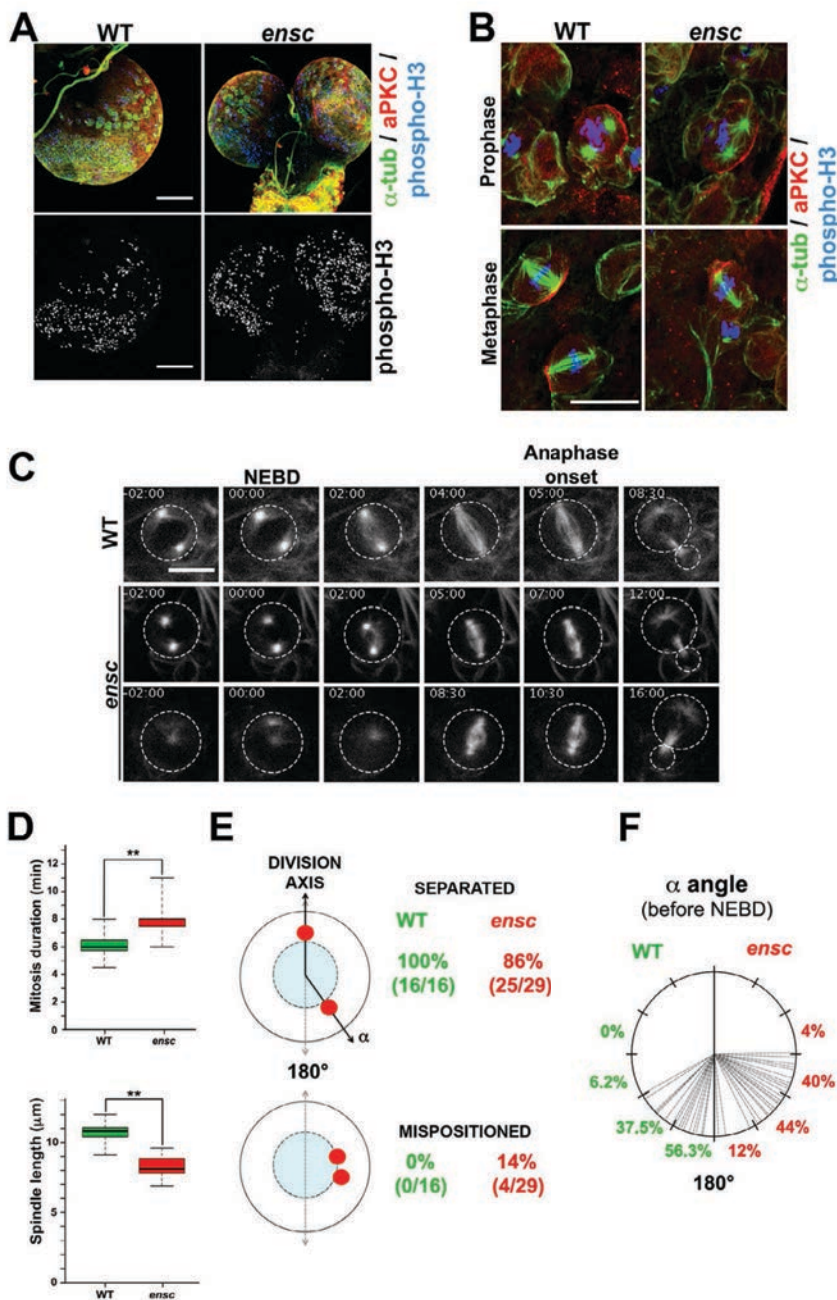 A
WT
ensc
α-tub / aPKC /
phospho-H3
phospho-H3
B
WT
ensc
Prophase
Metaphase
α-tub / aPKC /
phospho-H3
C
NEBD
Anaphase
onset
WT
-02:00
00:00
02:00
04:00
05:00
08:30
ensc
-02:00
00:00
02:00
05:00
07:00
12:00
-02:00
00:00
02:00
08:30
10:30
16:00
D
Mitosis duration (min)
12
10
8
6
4
2
0
**
WT
ensc
Spindle length (μm)
10
5
0
**
WT
ensc
E
DIVISION
AXIS
α
180°
SEPARATED
WT
ensc
100%
86%
(16/16)
(25/29)
MISPOSITIONED
0%
14%
(0/16)
(4/29)
F
α angle
(before NEBD)
WT
ensc
0%
4%
6.2%
40%
37.5%
44%
56.3%
12%
180°